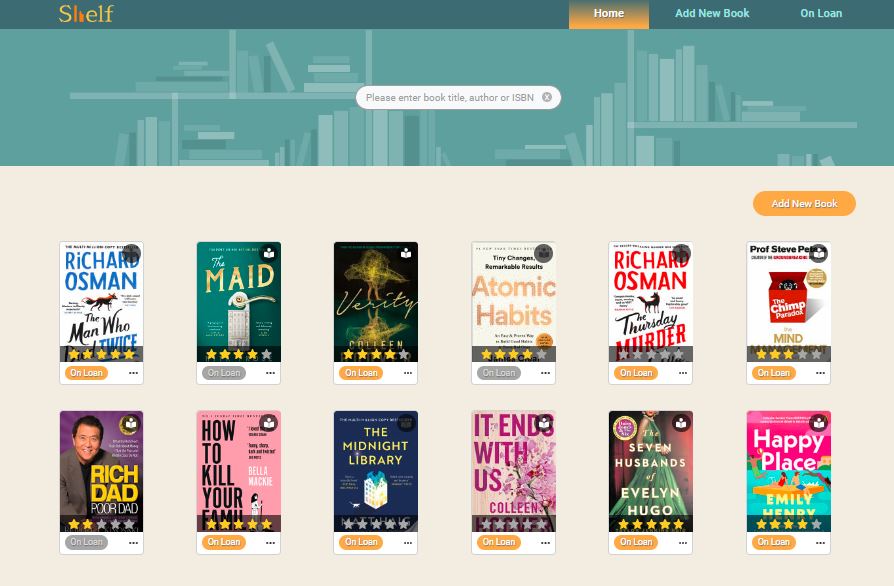 Shelf
Home
Add New Book
On Loan
Please enter book title, author or ISBN
Add New Book
RICHARD
OSMAN
The
Man Who
TWICE
On Loan
The
MAID
On Loan
Verity
COLLEEN
On Loan
Tiny Changes,
Remarkable Results
Atomic
Habits
An Easy & Proven Way
to Build Good Habits
On Loan
RICHARD
OSMAN
The
Thursday
MURDER
On Loan
Prof Steve
The
Chimp
Paradox
the
MIND
On Loan
RICH
DAD
POOR DAD
On Loan
HOW
TO
KILL
YOUR
BELLA
MACKIE
On Loan
THE
MIDNIGHT
LIBRARY
On Loan
IT ENDS
WITH
US
COLLEEN
On Loan
The
SEVEN
HUSBANDS
of
EVELYN
HUGO
On Loan
Happy
Place
EMILY
HENRY
On Loan